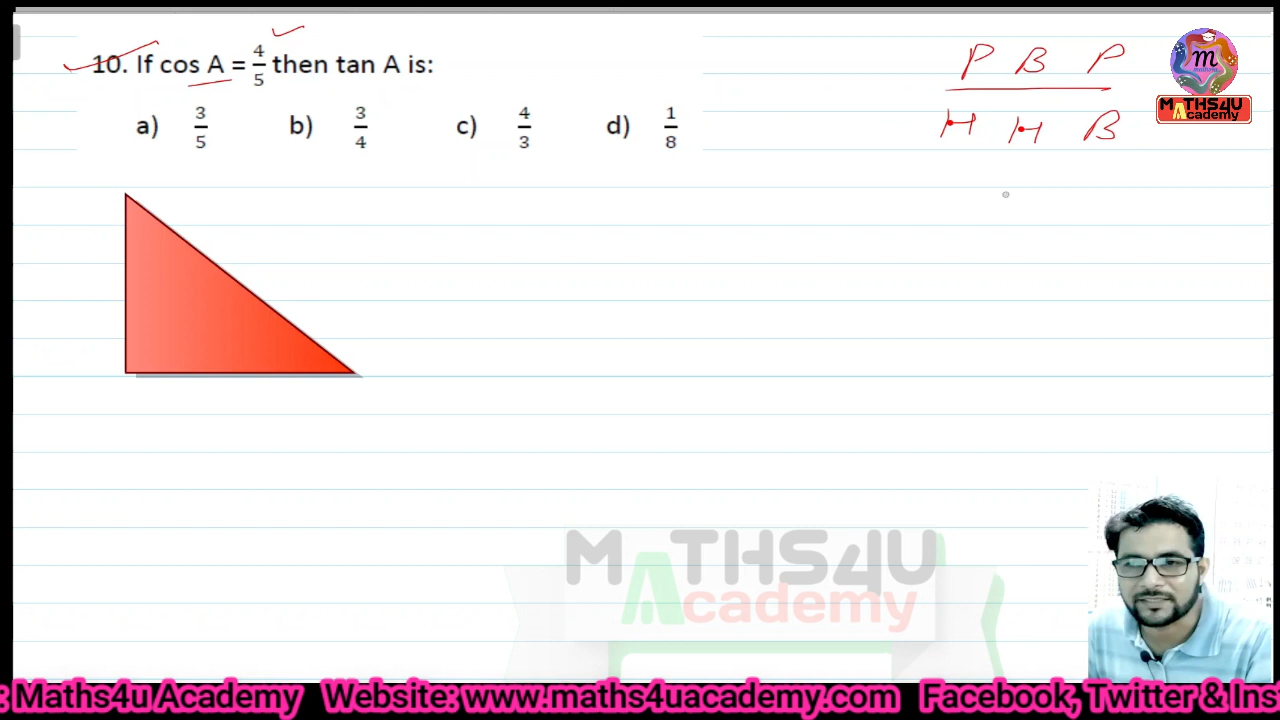 10. If cos A = 4/5 then tan A is:
a) 3/5 b) 3/4 c) 4/3 d) 1/8
P B P
H H B
m
MATHS4U
Academy
MATHS4U
Academy
: Maths4u Academy Website: www.maths4uacademy.com Facebook, Twitter & Inst